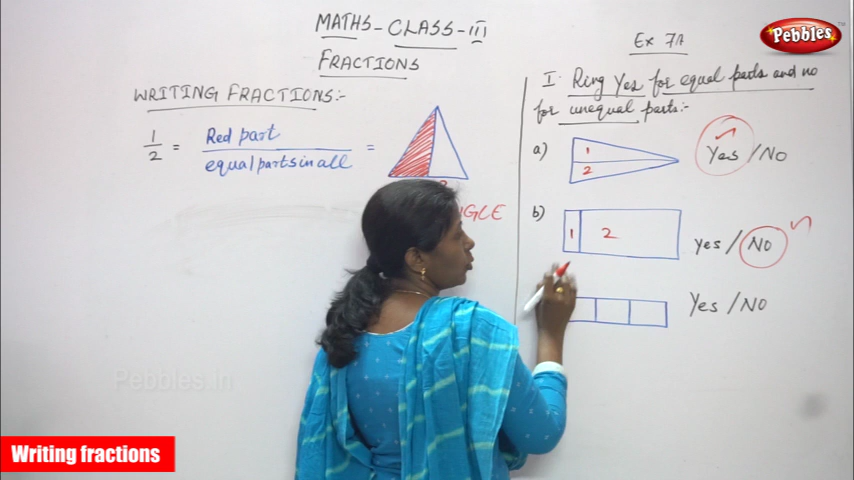 MATHS - CLASS - III
FRACTIONS
WRITING FRACTIONS:-
1/2 = Red part / equal parts in all =
Ex 7A
I. Ring Yes for equal parts and no
for unequal parts:-
a) 1 2 Yes / NO
b) 1 2 yes / NO
Yes / NO
Pebbles
Pebbles.in
Writing fractions